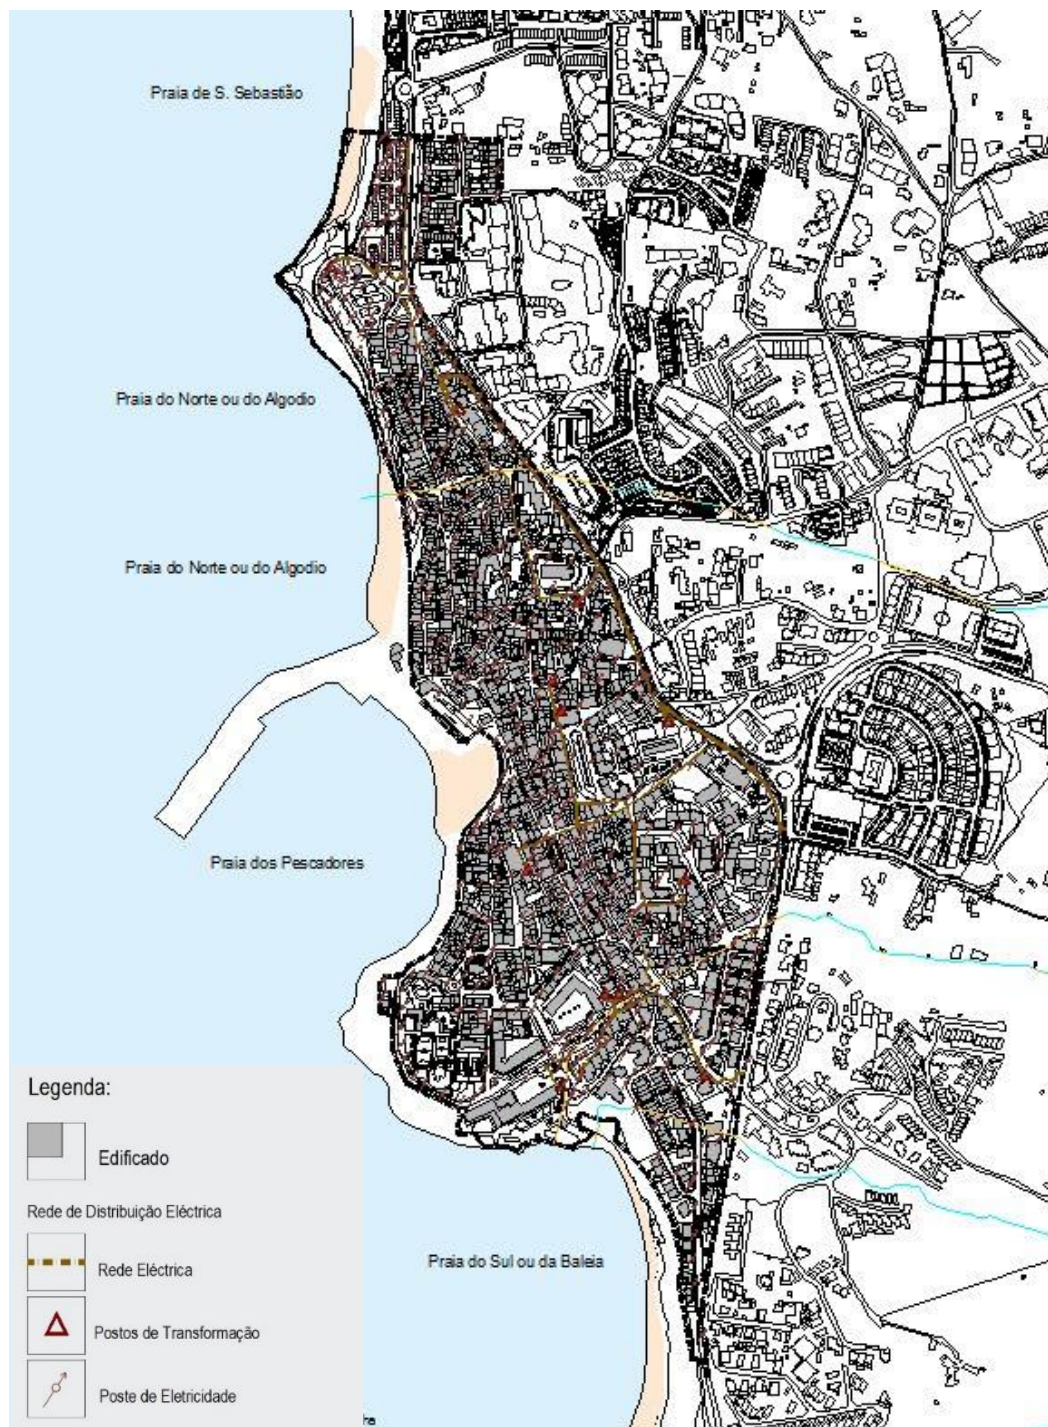 Praia de S. Sebastião
Praia do Norte ou do Algodio
Praia do Norte ou do Algodio
Praia dos Pescadores
Legenda:
Edificado
Rede de Distribuição Eléctrica
Rede Eléctrica
Postos de Transformação
Poste de Eletricidade
Praia do Sul ou da Baleia